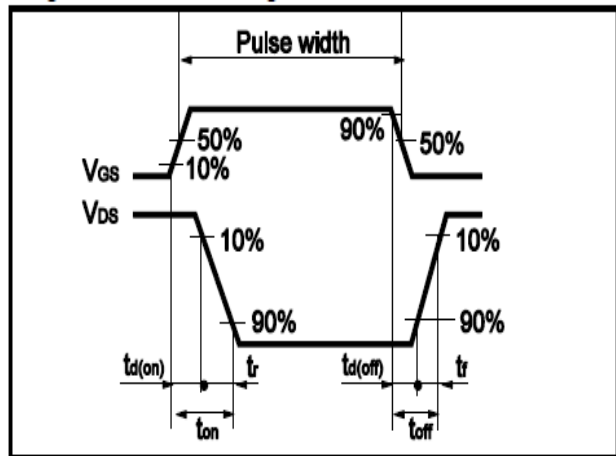 Pulse width
90%
50%
50%
10%
VGS
VDS
10%
10%
90%
90%
td(on)
tr
td(off)
tf
ton
toff